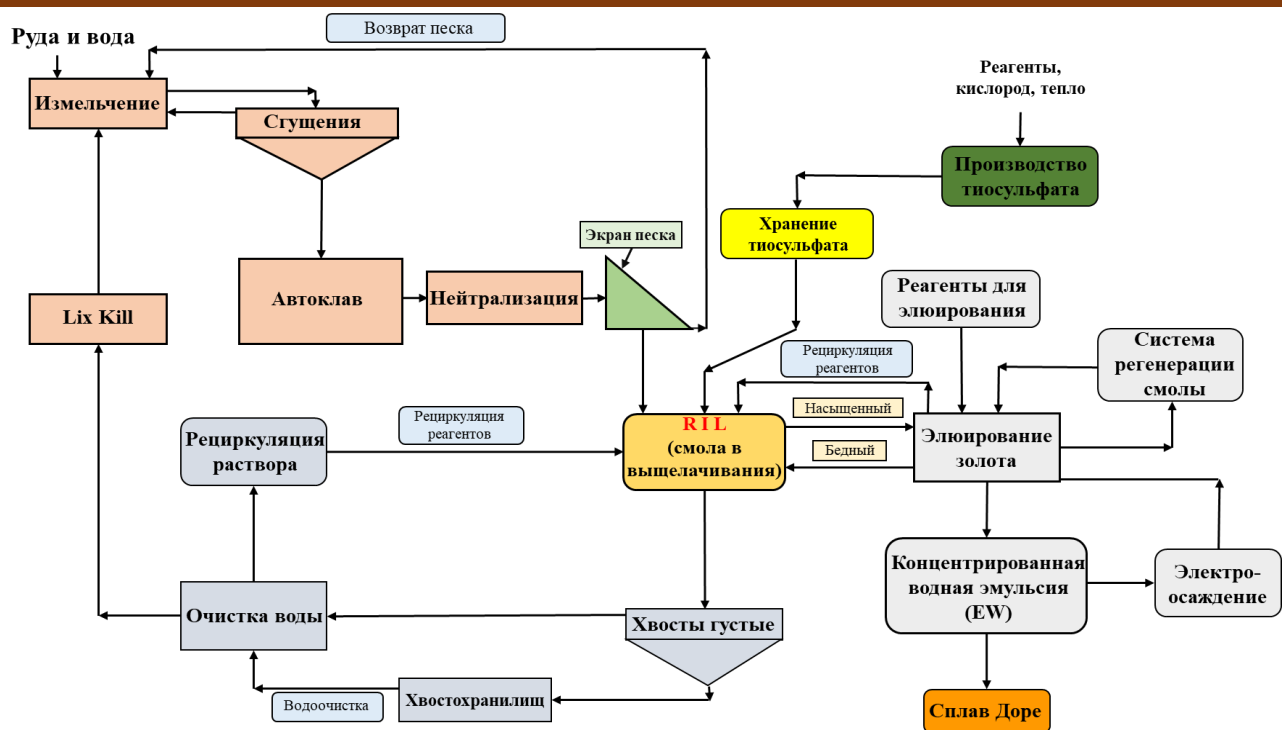 Возврат песка
Руда и вода
Реагенты,
кислород, тепло
Измельчение
Сгущения
Производство
тиосульфата
Хранение
тиосульфата
Экран песка
Автоклав
Нейтрализация
Реагенты для
элюирования
Lix Kill
Система
регенерации
смолы
Рециркуляция
реагентов
Насыщенный
Рециркуляция
раствора
Рециркуляция
реагентов
R I L
(смола в
выщелачивания)
Бедный
Элюирование
золота
Концентрированная
водная эмульсия
(EW)
Электро-
осаждение
Очистка воды
Хвосты густые
Водоочистка
Хвостохранилищ
Сплав Доре